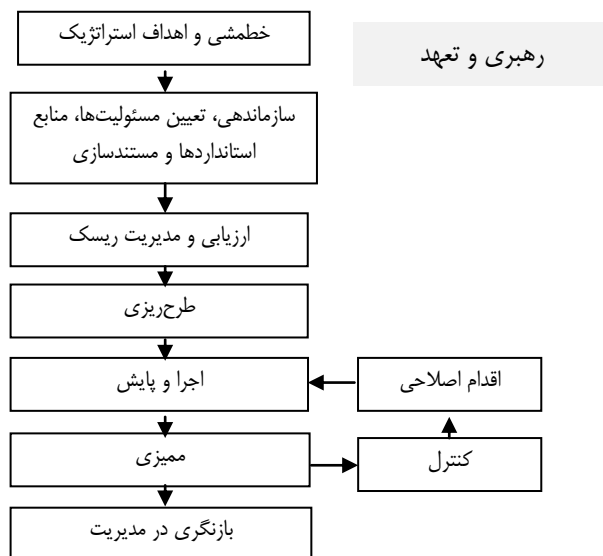 خطمشی و اهداف استراتژیک
رهبری و تعهد
سازماندهی، تعیین مسئولیت‌ها، منابع
استانداردها و مستندسازی
ارزیابی و مدیریت ریسک
طرح‌ریزی
اجرا و پایش
اقدام اصلاحی
ممیزی
کنترل
بازنگری در مدیریت